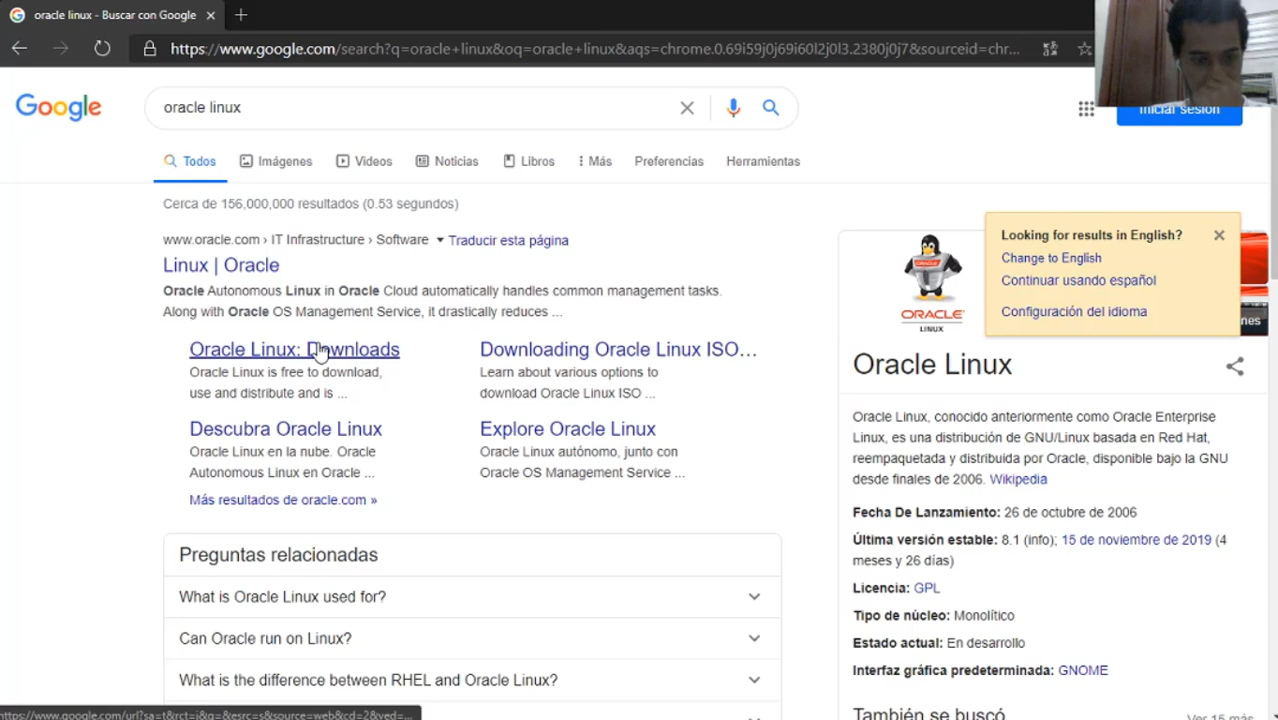 oracle linux - Buscar con Google
https://www.google.com/search?q=oracle+linux&oq=oracle+linux&aqs=chrome.0.69i59j0j69i60l2j0l3.2380j0j7&sourceid=chr...
Google
oracle linux
Iniciar sesión
Todos
Imágenes
Videos
Noticias
Libros
Más
Preferencias
Herramientas
Cerca de 156,000,000 resultados (0.53 segundos)
www.oracle.com › IT Infrastructure › Software ▾ Traducir esta página
Linux | Oracle
Oracle Autonomous Linux in Oracle Cloud automatically handles common management tasks.
Along with Oracle OS Management Service, it drastically reduces ...
Oracle Linux: Downloads
Oracle Linux is free to download,
use and distribute and is ...
Downloading Oracle Linux ISO…
Learn about various options to
download Oracle Linux ISO ...
Descubra Oracle Linux
Oracle Linux en la nube. Oracle
Autonomous Linux en Oracle ...
Explore Oracle Linux
Oracle Linux autónomo, junto con
Oracle OS Management Service ...
Más resultados de oracle.com »
Preguntas relacionadas
What is Oracle Linux used for?
Can Oracle run on Linux?
What is the difference between RHEL and Oracle Linux?
ORACLE
LINUX
Looking for results in English?
Change to English
Continuar usando español
Configuración del idioma
nes
Oracle Linux
Oracle Linux, conocido anteriormente como Oracle Enterprise
Linux, es una distribución de GNU/Linux basada en Red Hat,
reempaquetada y distribuida por Oracle, disponible bajo la GNU
desde finales de 2006. Wikipedia
Fecha De Lanzamiento: 26 de octubre de 2006
Última versión estable: 8.1 (info); 15 de noviembre de 2019 (4
meses y 26 días)
Licencia: GPL
Tipo de núcleo: Monolítico
Estado actual: En desarrollo
Interfaz gráfica predeterminada: GNOME
También se buscó
Ver 15 más
https://www.google.com/url?sa=t&rct=j&q=&esrc=s&source=web&cd=2&ved=...